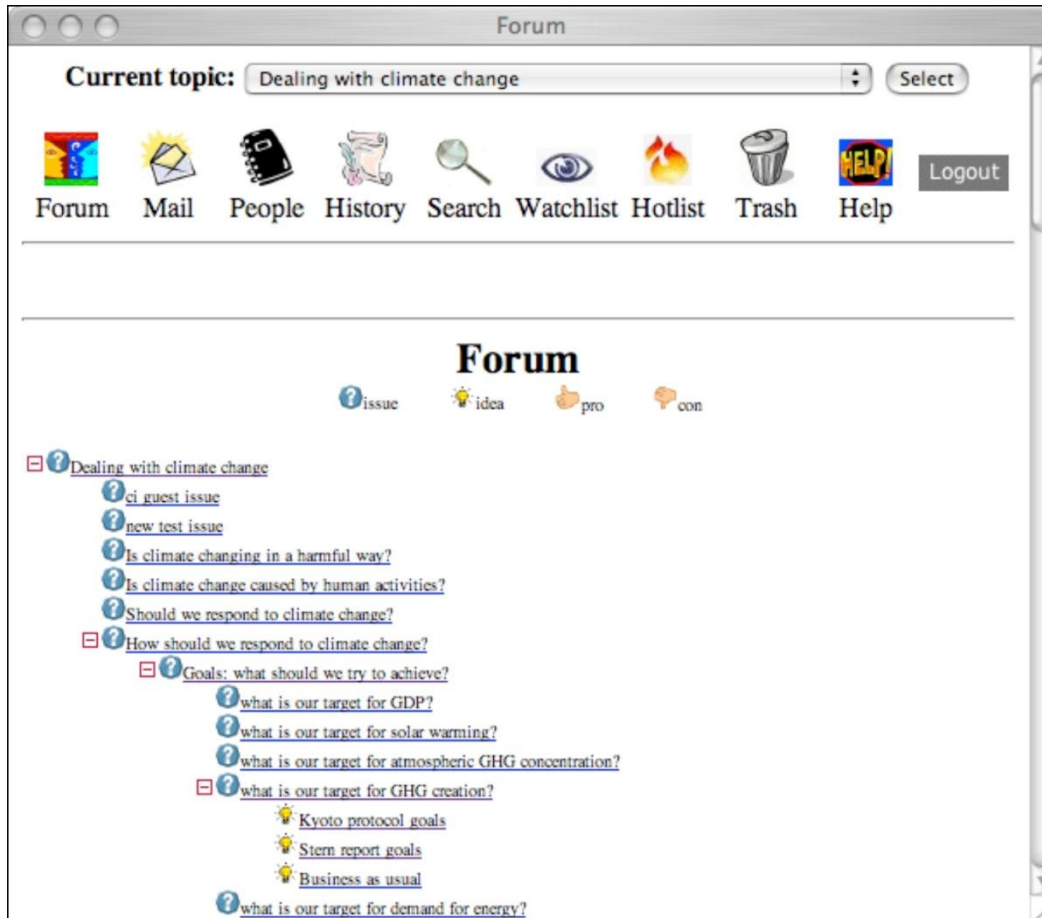 Forum
Current topic: Dealing with climate change Select
HELP!
Forum Mail People History Search Watchlist Hotlist Trash Help Logout
Forum
issue idea pro con
Dealing with climate change
ci guest issue
new test issue
Is climate changing in a harmful way?
Is climate change caused by human activities?
Should we respond to climate change?
How should we respond to climate change?
Goals: what should we try to achieve?
what is our target for GDP?
what is our target for solar warming?
what is our target for atmospheric GHG concentration?
what is our target for GHG creation?
Kyoto protocol goals
Stern report goals
Business as usual
what is our target for demand for energy?